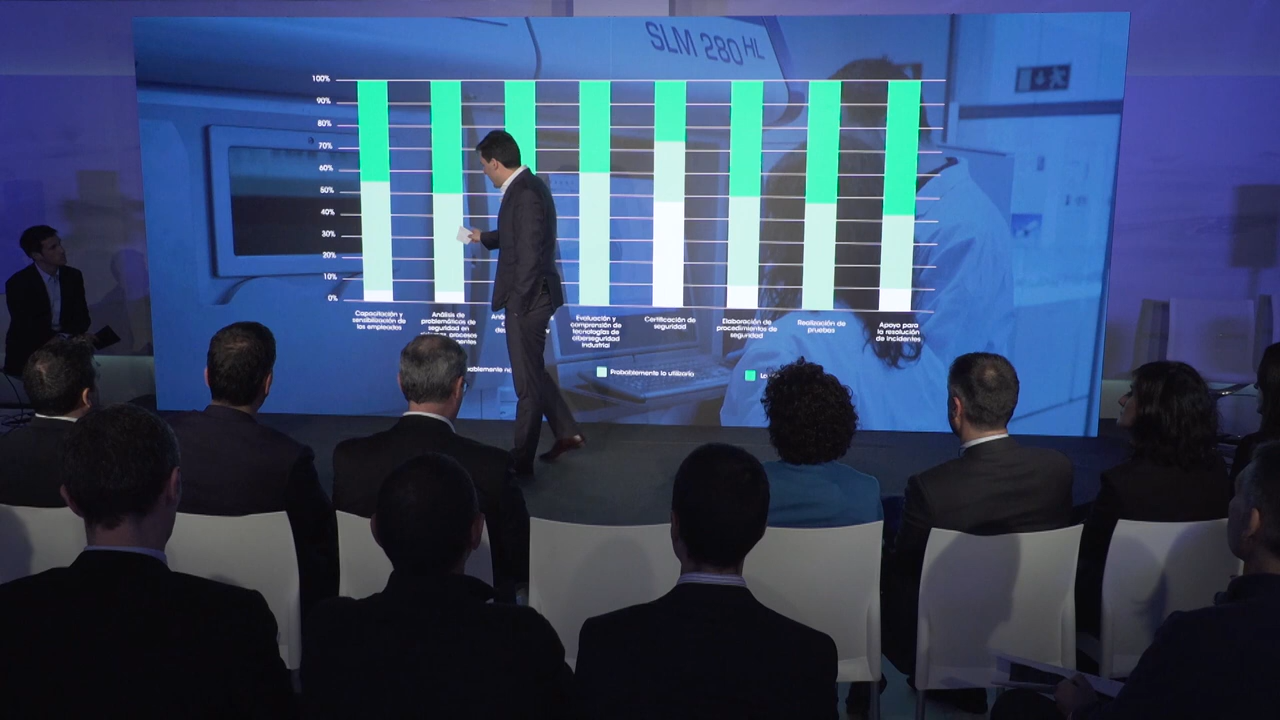 SLM 280 HL
100%
90%
80%
70%
60%
50%
40%
30%
20%
10%
0%
Capacitación y
sensibilización de
los empleados
Análisis de
problemáticas de
seguridad en
procesos
Evaluación y
comprensión de
tecnologías de
ciberseguridad
industrial
Certificación de
seguridad
Elaboración de
procedimientos de
seguridad
Realización de
pruebas
Apoyo para
la resolución
de incidentes
Probablemente lo utilizaría